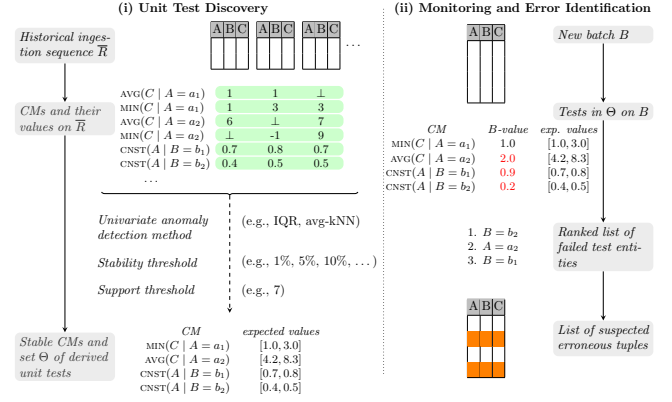 (i) Unit Test Discovery
Historical inges-
tion sequence R
A B C A B C A B C
...
CMs and their
values on R
AVG(C | A = a₁) 1 1 ⊥
MIN(C | A = a₁) 1 3 3
AVG(C | A = a₂) 6 ⊥ 7
MIN(C | A = a₂) ⊥ -1 9
CNST(A | B = b₁) 0.7 0.8 0.7
CNST(A | B = b₂) 0.4 0.5 0.5
...
Univariate anomaly
detection method
(e.g., IQR, avg-kNN)
Stability threshold (e.g., 1%, 5%, 10%, ...)
Support threshold (e.g., 7)
Stable CMs and
set Θ of derived
unit tests
CM expected values
MIN(C | A = a₁) [1.0, 3.0]
AVG(C | A = a₂) [4.2, 8.3]
CNST(A | B = b₁) [0.7, 0.8]
CNST(A | B = b₂) [0.4, 0.5]
(ii) Monitoring and Error Identification
A B C
New batch B
Tests in Θ on B
CM B-value exp. values
MIN(C | A = a₁) 1.0 [1.0, 3.0]
AVG(C | A = a₂) 2.0 [4.2, 8.3]
CNST(A | B = b₁) 0.9 [0.7, 0.8]
CNST(A | B = b₂) 0.2 [0.4, 0.5]
1. B = b₂
2. A = a₂
3. B = b₁
Ranked list of
failed test enti-
ties
A B C
List of suspected
erroneous tuples